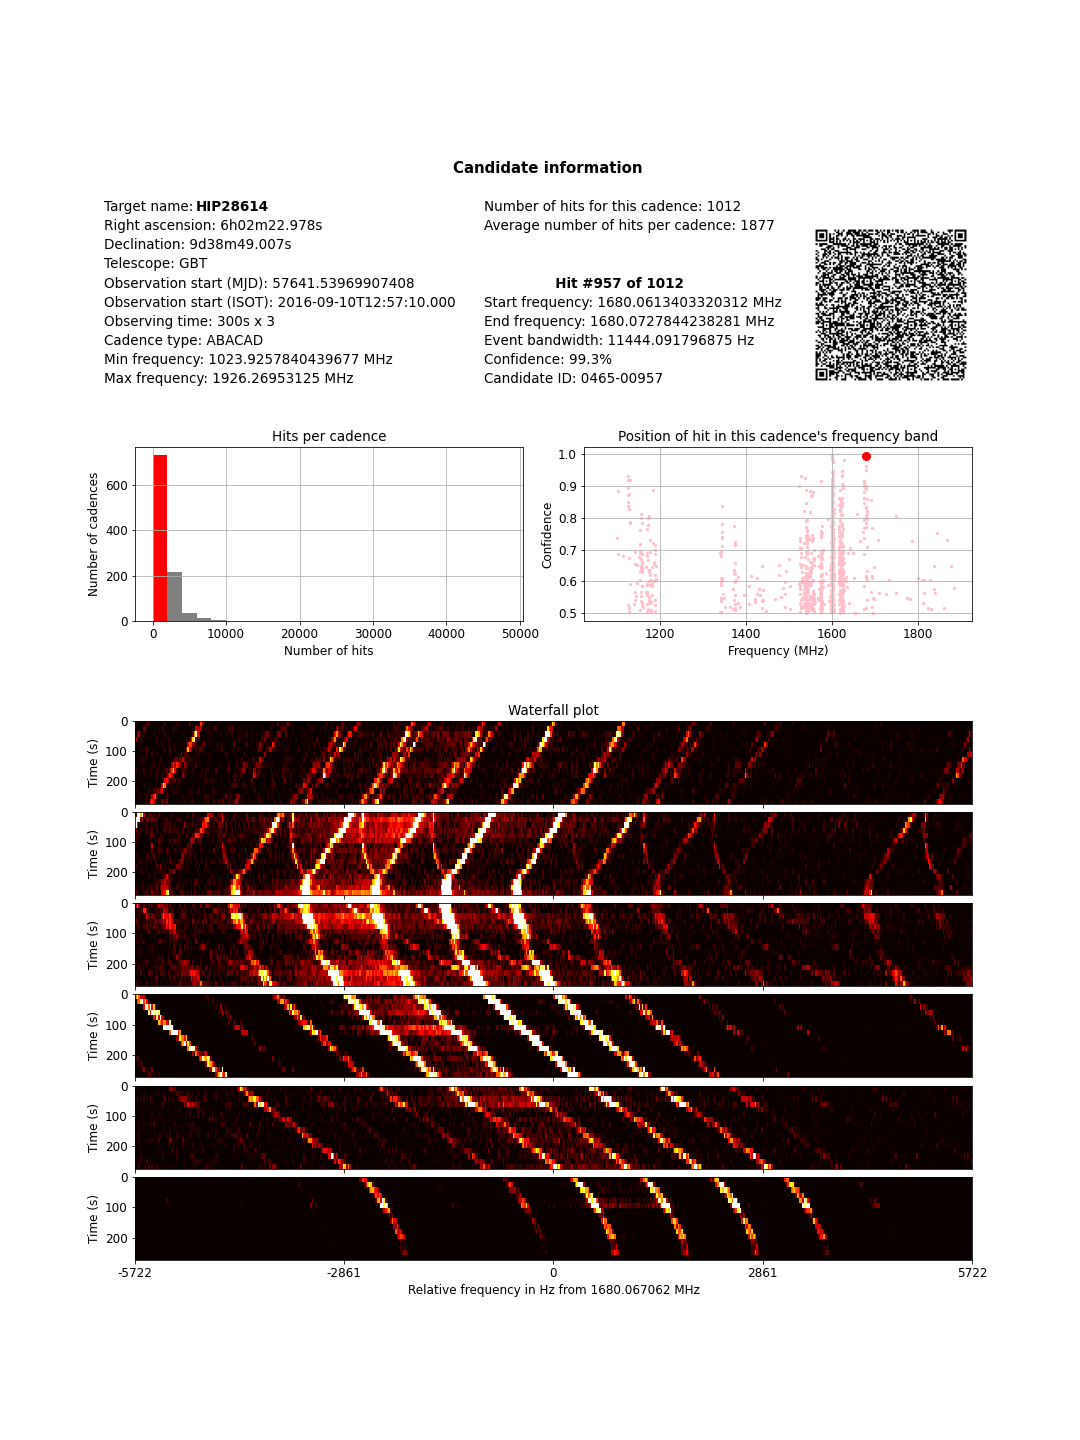 Candidate information
Target name: HIP28614
Right ascension: 6h02m22.978s
Declination: 9d38m49.007s
Telescope: GBT
Observation start (MJD): 57641.53969907408
Observation start (ISOT): 2016-09-10T12:57:10.000
Observing time: 300s x 3
Cadence type: ABACAD
Min frequency: 1023.9257840439677 MHz
Max frequency: 1926.26953125 MHz
Number of hits for this cadence: 1012
Average number of hits per cadence: 1877
Hit #957 of 1012
Start frequency: 1680.0613403320312 MHz
End frequency: 1680.0727844238281 MHz
Event bandwidth: 11444.091796875 Hz
Confidence: 99.3%
Candidate ID: 0465-00957
Hits per cadence
Number of cadences
600
400
200
0
0 10000 20000 30000 40000 50000
Number of hits
Position of hit in this cadence's frequency band
Confidence
1.0
0.9
0.8
0.7
0.6
0.5
1200 1400 1600 1800
Frequency (MHz)
Waterfall plot
Time (s)
0
100
200
Time (s)
0
100
200
Time (s)
0
100
200
Time (s)
0
100
200
Time (s)
0
100
200
Time (s)
0
100
200
-5722 -2861 0 2861 5722
Relative frequency in Hz from 1680.067062 MHz